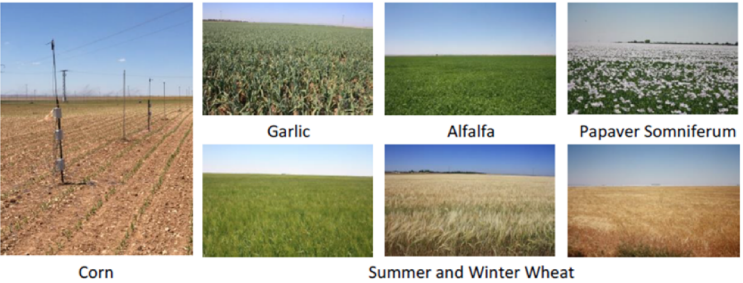 Garlic
Alfalfa
Papaver Somniferum
Corn
Summer and Winter Wheat